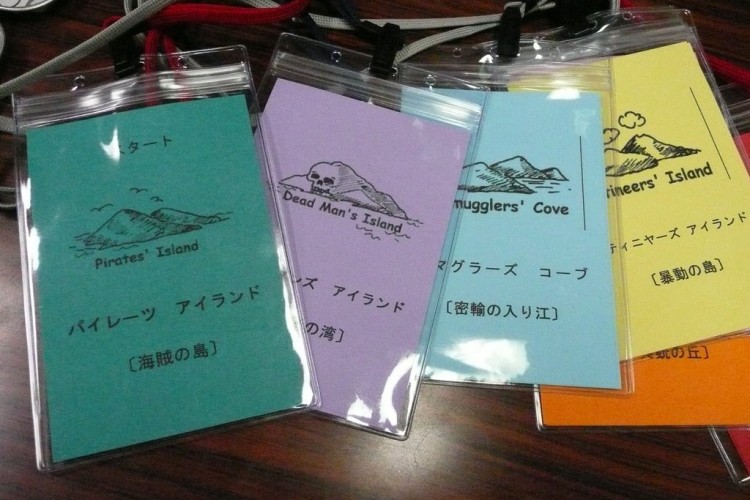 スタート
Pirates' Island
パイレーツ アイランド
〔海賊の島〕
Dead Man's Island
ンズ アイランド
の湾〕
mugglers' Cove
マグラーズ コーブ
〔密輸の入り江〕
Island
ティニヤーズ アイランド
〔暴動の島〕
の丘〕